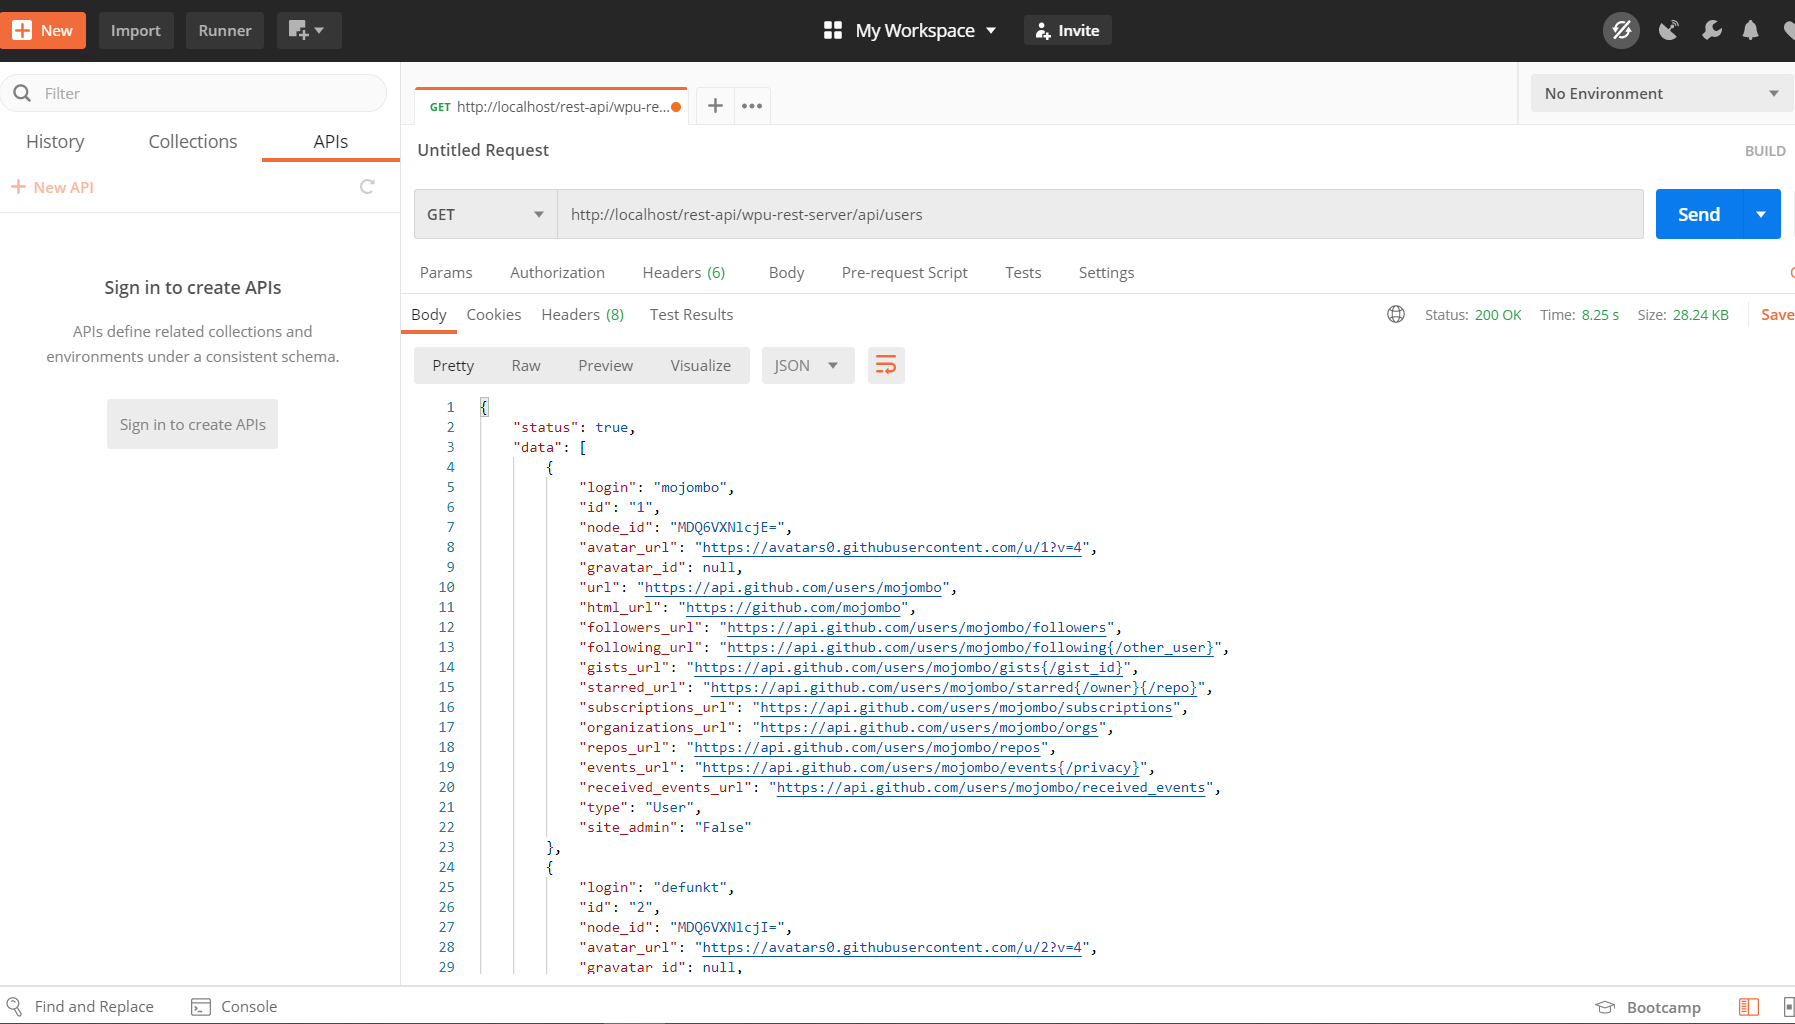 New Import Runner My Workspace Invite
Filter
History Collections APIs
New API
Sign in to create APIs
APIs define related collections and
environments under a consistent schema.
Sign in to create APIs
GET http://localhost/rest-api/wpu-re... No Environment
Untitled Request BUILD
GET http://localhost/rest-api/wpu-rest-server/api/users Send
Params Authorization Headers (6) Body Pre-request Script Tests Settings
Body Cookies Headers (8) Test Results Status: 200 OK Time: 8.25 s Size: 28.24 KB Save
Pretty Raw Preview Visualize JSON
1 {
2 "status": true,
3 "data": [
4 {
5 "login": "mojombo",
6 "id": "1",
7 "node_id": "MDQ6VXNlcjE=",
8 "avatar_url": "https://avatars0.githubusercontent.com/u/1?v=4",
9 "gravatar_id": null,
10 "url": "https://api.github.com/users/mojombo",
11 "html_url": "https://github.com/mojombo",
12 "followers_url": "https://api.github.com/users/mojombo/followers",
13 "following_url": "https://api.github.com/users/mojombo/following{/other_user}",
14 "gists_url": "https://api.github.com/users/mojombo/gists{/gist_id}",
15 "starred_url": "https://api.github.com/users/mojombo/starred{/owner}{/repo}",
16 "subscriptions_url": "https://api.github.com/users/mojombo/subscriptions",
17 "organizations_url": "https://api.github.com/users/mojombo/orgs",
18 "repos_url": "https://api.github.com/users/mojombo/repos",
19 "events_url": "https://api.github.com/users/mojombo/events{/privacy}",
20 "received_events_url": "https://api.github.com/users/mojombo/received_events",
21 "type": "User",
22 "site_admin": "False"
23 },
24 {
25 "login": "defunkt",
26 "id": "2",
27 "node_id": "MDQ6VXNlcjI=",
28 "avatar_url": "https://avatars0.githubusercontent.com/u/2?v=4",
29 "gravatar_id": null,
Find and Replace Console Bootcamp